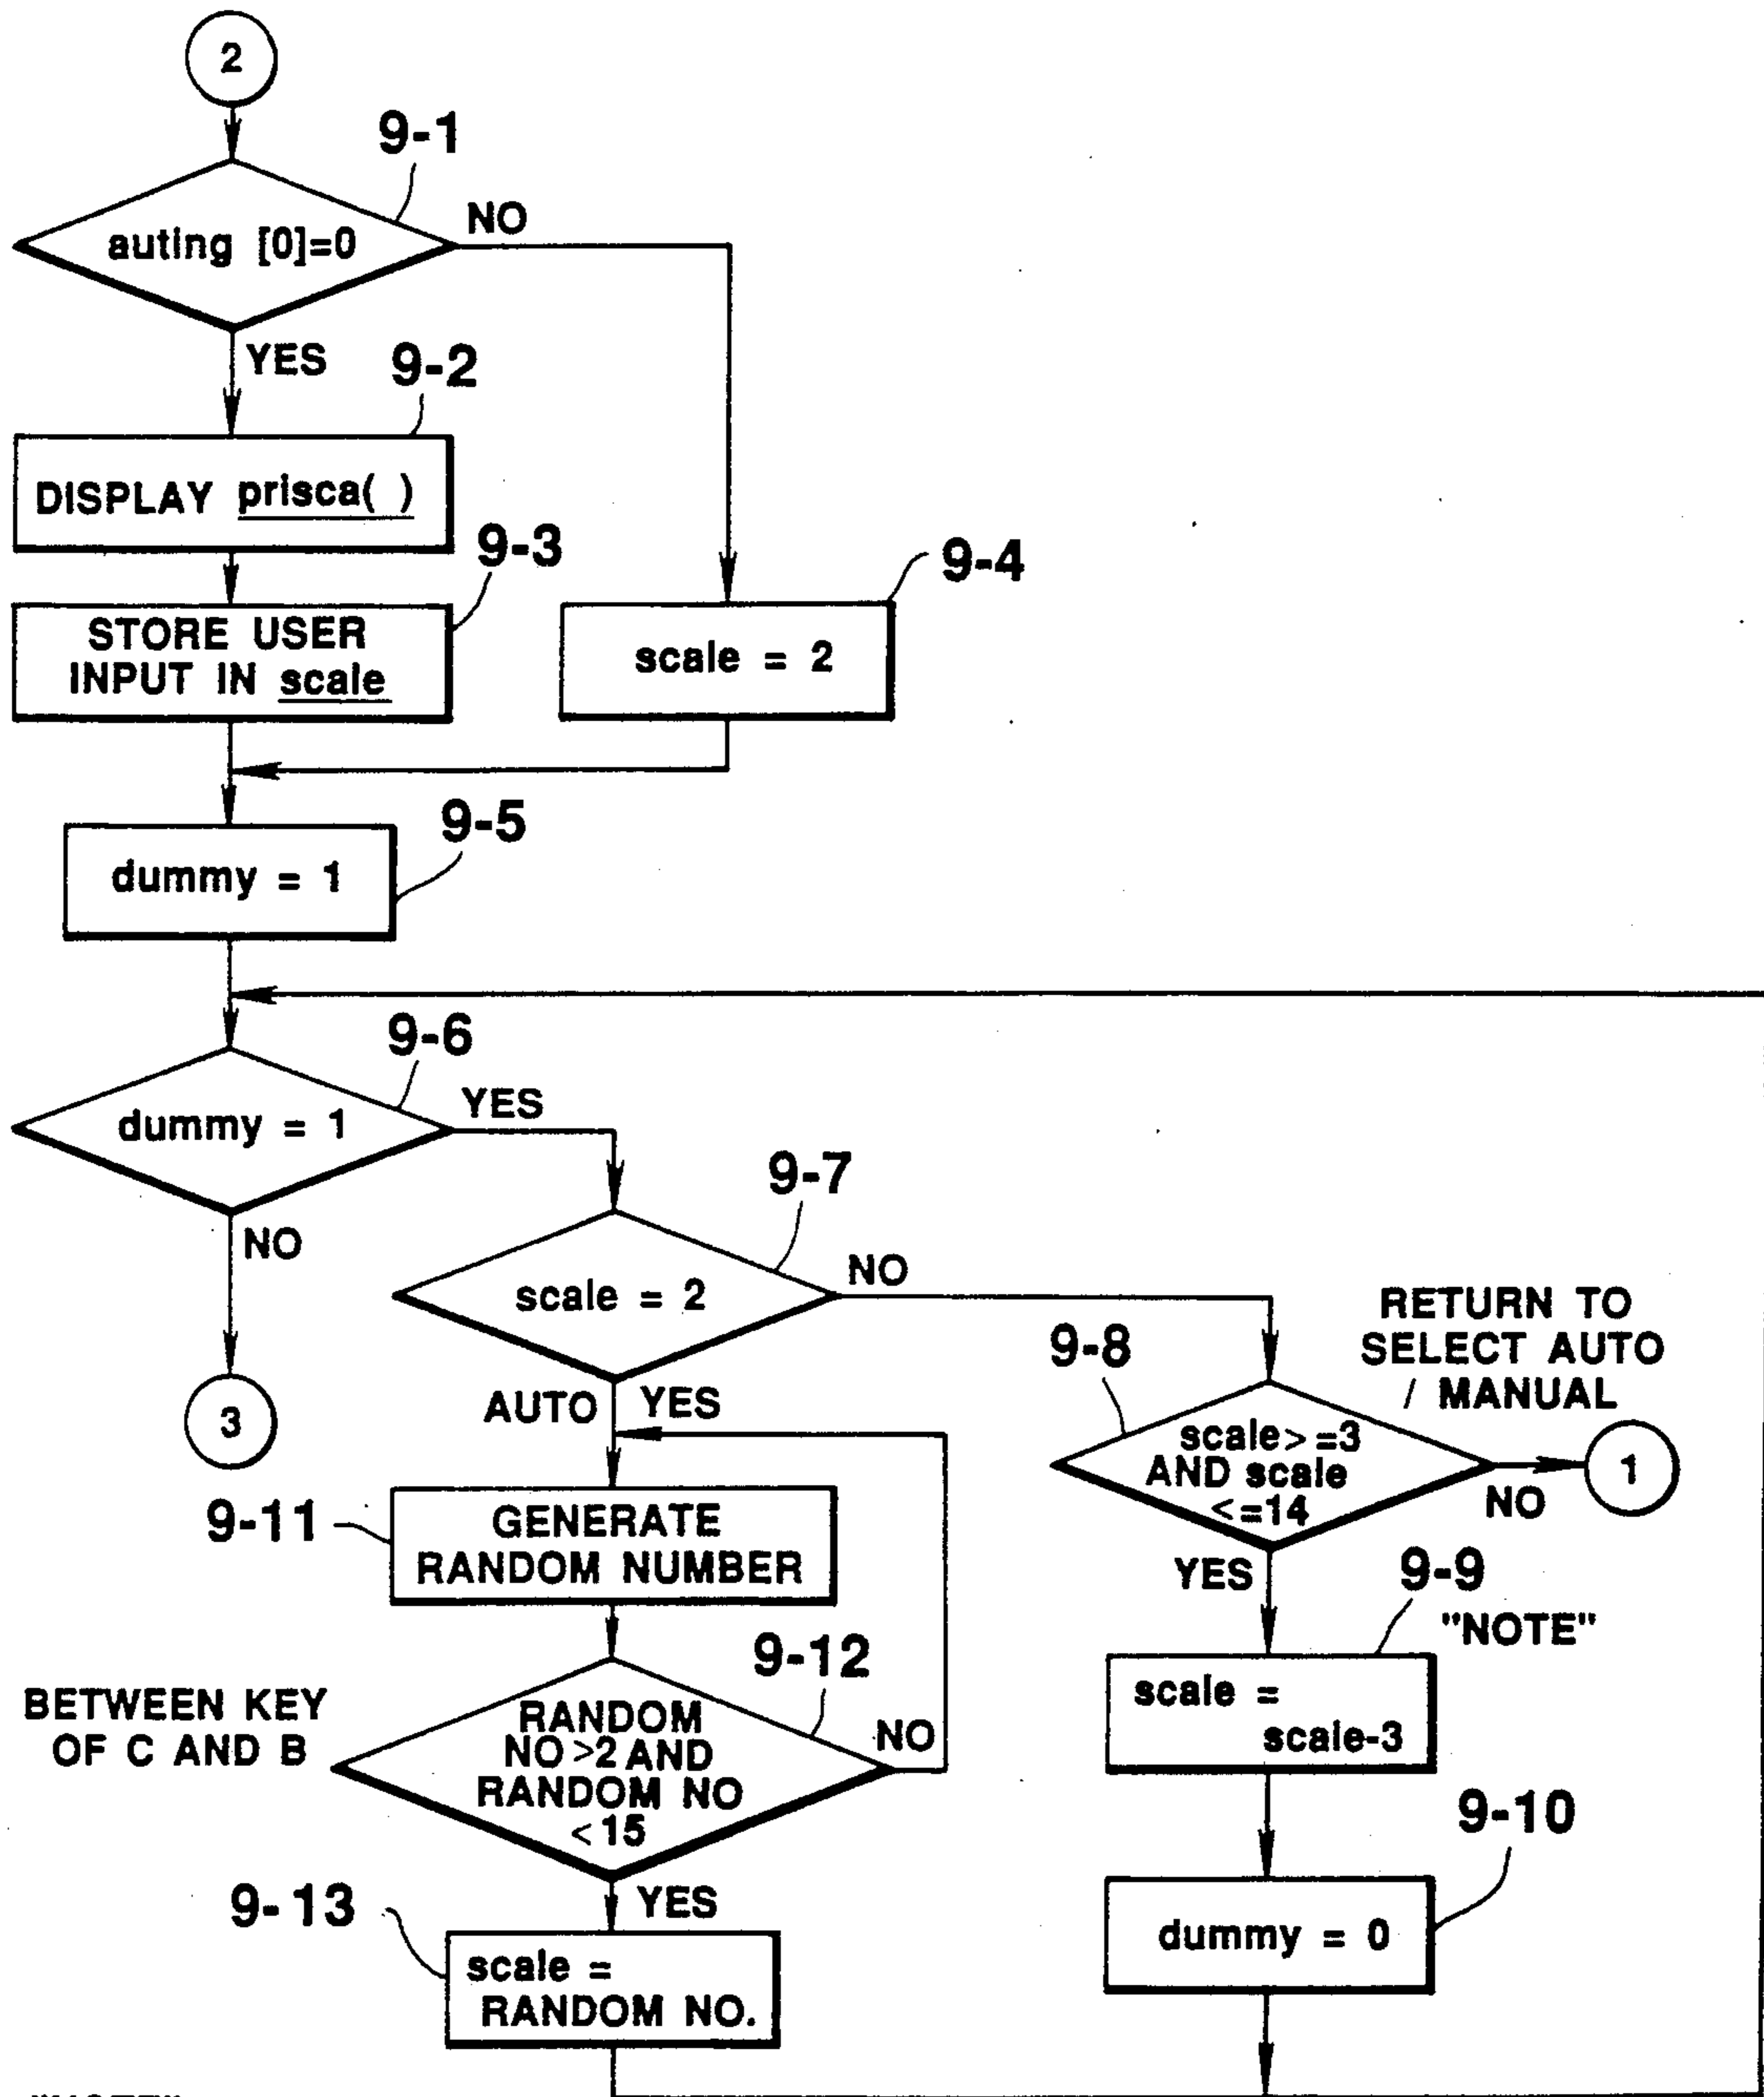 2
9-1
auting [0]=0
NO
YES
9-2
DISPLAY prisca( )
9-3
STORE USER
INPUT IN scale
9-4
scale = 2
9-5
dummy = 1
9-6
dummy = 1
YES
NO
3
9-7
scale = 2
NO
AUTO YES
9-8
RETURN TO
SELECT AUTO
/ MANUAL
scale>=3
AND scale
<=14
NO
1
YES
9-9
"NOTE"
scale =
scale-3
9-10
dummy = 0
9-11
GENERATE
RANDOM NUMBER
9-12
BETWEEN KEY
OF C AND B
RANDOM
NO >2 AND
RANDOM NO
<15
NO
YES
9-13
scale =
RANDOM NO.